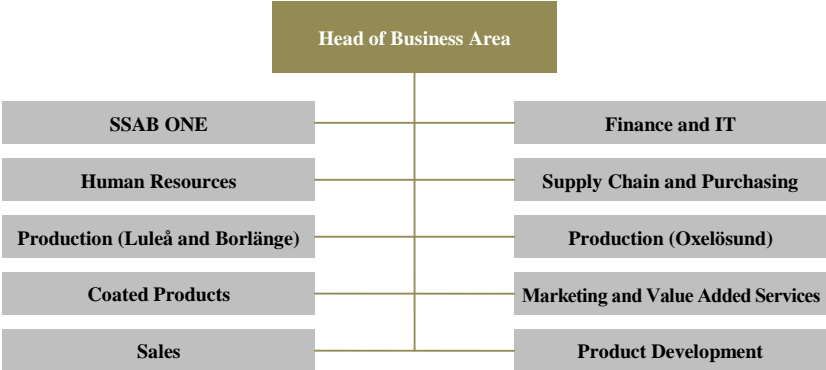 Head of Business Area
SSAB ONE
Finance and IT
Human Resources
Supply Chain and Purchasing
Production (Luleå and Borlänge)
Production (Oxelösund)
Coated Products
Marketing and Value Added Services
Sales
Product Development